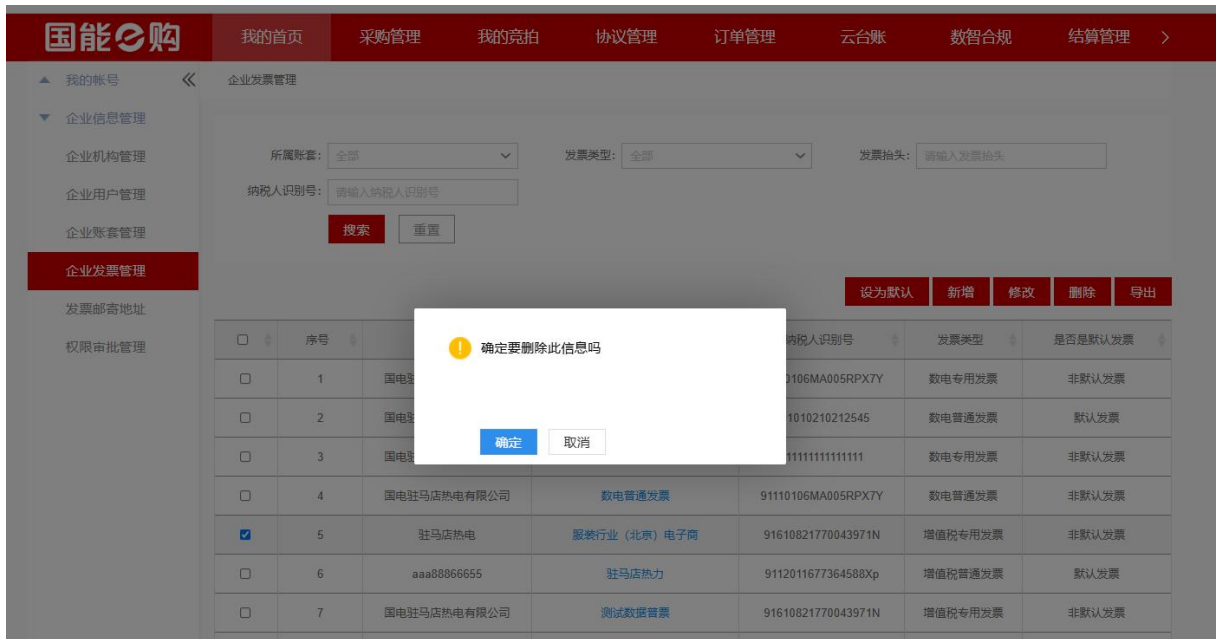 国能e购 我的首页 采购管理 我的竞拍 协议管理 订单管理 云台账 数智合规 结算管理
我的帐号 企业发票管理
企业信息管理
企业机构管理 所属账套: 全部 发票类型: 全部 发票抬头: 请输入发票抬头
企业用户管理 纳税人识别号: 请输入纳税人识别号
企业账套管理 搜索 重置
企业发票管理
发票邮寄地址 设为默认 新增 修改 删除 导出
权限审批管理
序号 纳税人识别号 发票类型 是否是默认发票
确定要删除此信息吗
确定 取消
1 国电驻 0106MA005RPX7Y 数电专用发票 非默认发票
2 国电驻 1010210212545 数电普通发票 默认发票
3 国电驻 数电专用发票 非默认发票
4 国电驻马店热电有限公司 数电普通发票 91110106MA005RPX7Y 数电普通发票 非默认发票
5 驻马店热电 服装行业（北京）电子商 91610821770043971N 增值税专用发票 非默认发票
6 aaa88866655 驻马店热力 9112011677364588Xp 增值税普通发票 默认发票
7 国电驻马店热电有限公司 测试数据普票 91610821770043971N 增值税专用发票 非默认发票